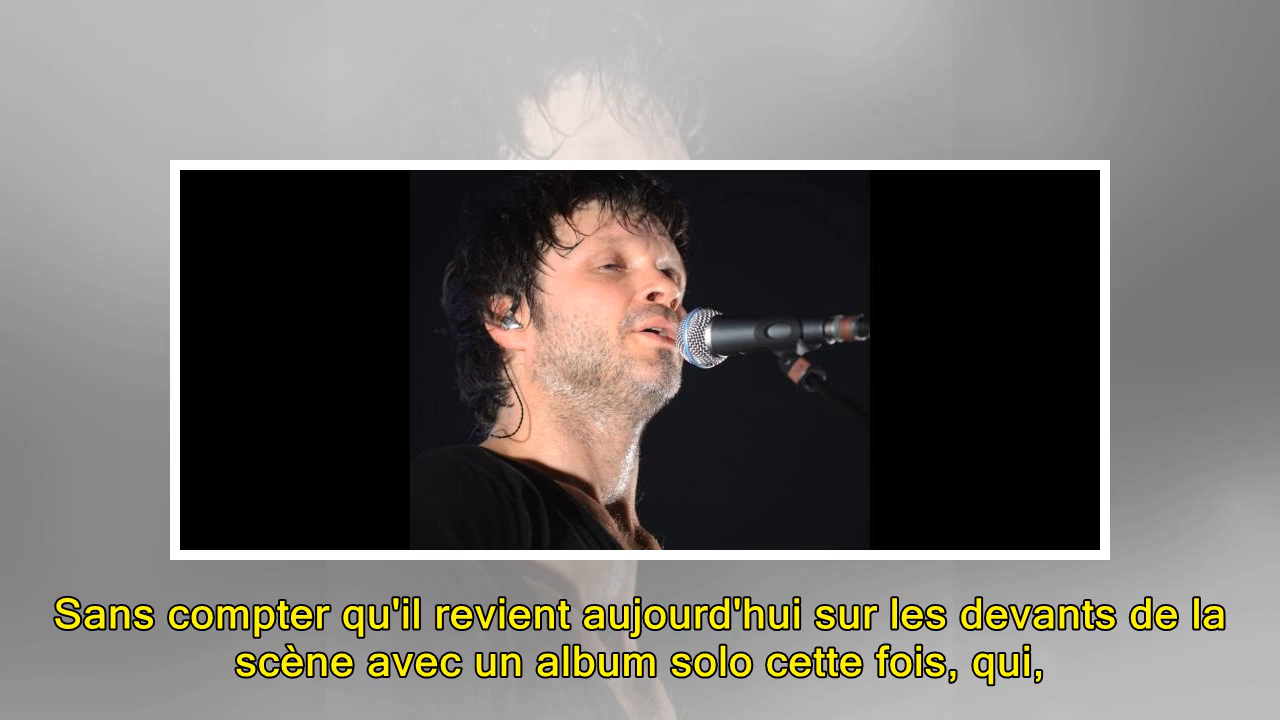 Sans compter qu'il revient aujourd'hui sur les devants de la
scène avec un album solo cette fois, qui,